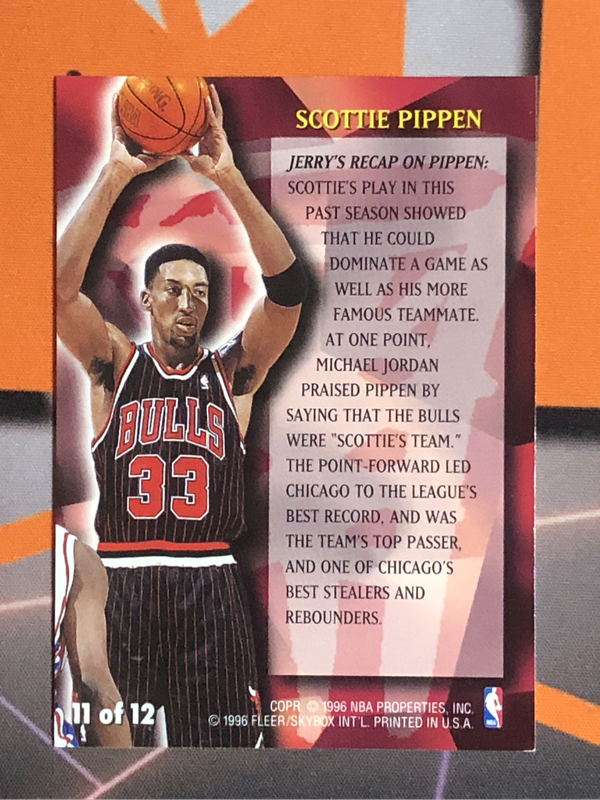 SCOTTIE PIPPEN
JERRY'S RECAP ON PIPPEN:
SCOTTIE'S PLAY IN THIS
PAST SEASON SHOWED
THAT HE COULD
DOMINATE A GAME AS
WELL AS HIS MORE
FAMOUS TEAMMATE.
AT ONE POINT,
MICHAEL JORDAN
PRAISED PIPPEN BY
SAYING THAT THE BULLS
WERE "SCOTTIE'S TEAM."
THE POINT-FORWARD LED
CHICAGO TO THE LEAGUE'S
BEST RECORD, AND WAS
THE TEAM'S TOP PASSER,
AND ONE OF CHICAGO'S
BEST STEALERS AND
REBOUNDERS.
BULLS
33
11 of 12
COPR. © 1996 NBA PROPERTIES, INC.
© 1996 FLEER/SKYBOX INT'L. PRINTED IN U.S.A.